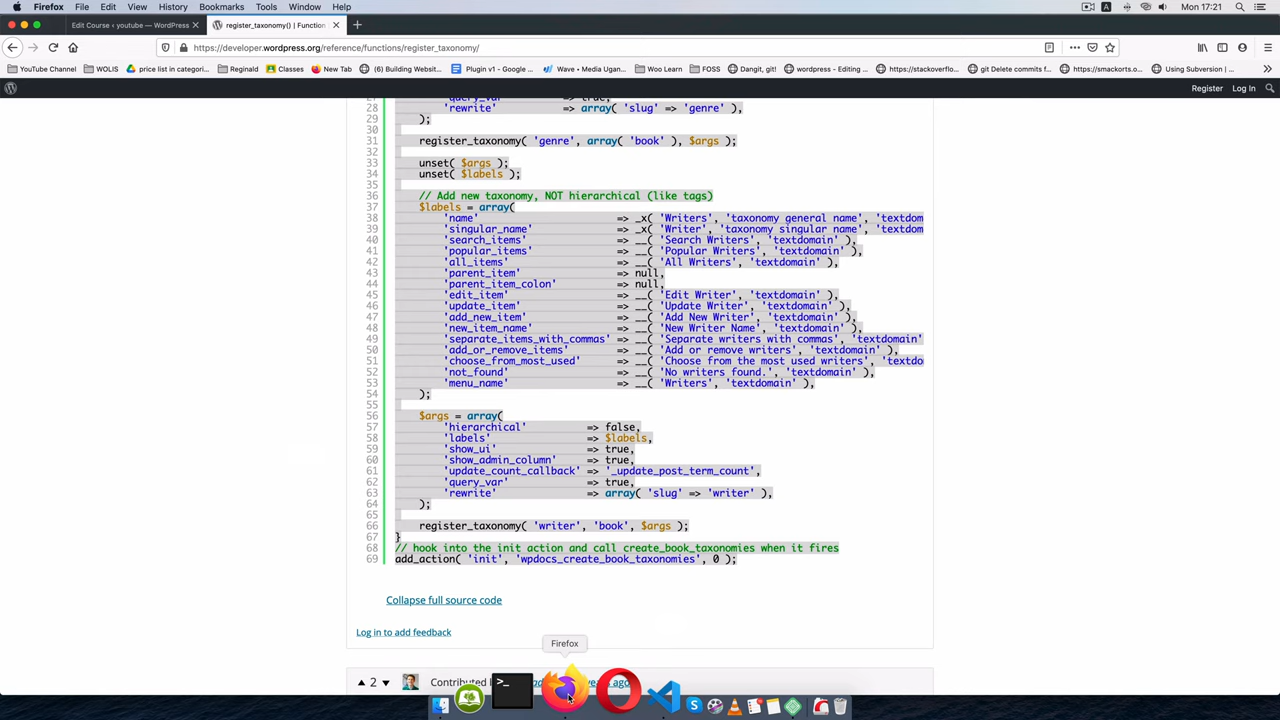 Firefox File Edit View History Bookmarks Tools Window Help Mon 17:21
Edit Course ‹ youtube — WordPress register_taxonomy() | Function
https://developer.wordpress.org/reference/functions/register_taxonomy/
YouTube Channel WOLIS price list in categori... Reginald Classes New Tab (6) Building Websit... Plugin v1 - Google ... Wave • Media Ugan... Woo Learn FOSS Dangit, git! wordpress - Editing ... https://stackoverflo... git Delete commits f... https://smackorts.o... Using Subversion ...
Register Log In
27 'query_var' => true,
28 'rewrite' => array( 'slug' => 'genre' ),
29 );
30
31 register_taxonomy( 'genre', array( 'book' ), $args );
32
33 unset( $args );
34 unset( $labels );
35
36 // Add new taxonomy, NOT hierarchical (like tags)
37 $labels = array(
38 'name' => _x( 'Writers', 'taxonomy general name', 'textdom
39 'singular_name' => _x( 'Writer', 'taxonomy singular name', 'textdom
40 'search_items' => __( 'Search Writers', 'textdomain' ),
41 'popular_items' => __( 'Popular Writers', 'textdomain' ),
42 'all_items' => __( 'All Writers', 'textdomain' ),
43 'parent_item' => null,
44 'parent_item_colon' => null,
45 'edit_item' => __( 'Edit Writer', 'textdomain' ),
46 'update_item' => __( 'Update Writer', 'textdomain' ),
47 'add_new_item' => __( 'Add New Writer', 'textdomain' ),
48 'new_item_name' => __( 'New Writer Name', 'textdomain' ),
49 'separate_items_with_commas' => __( 'Separate writers with commas', 'textdomain'
50 'add_or_remove_items' => __( 'Add or remove writers', 'textdomain' ),
51 'choose_from_most_used' => __( 'Choose from the most used writers', 'textdo
52 'not_found' => __( 'No writers found.', 'textdomain' ),
53 'menu_name' => __( 'Writers', 'textdomain' ),
54 );
55
56 $args = array(
57 'hierarchical' => false,
58 'labels' => $labels,
59 'show_ui' => true,
60 'show_admin_column' => true,
61 'update_count_callback' => '_update_post_term_count',
62 'query_var' => true,
63 'rewrite' => array( 'slug' => 'writer' ),
64 );
65
66 register_taxonomy( 'writer', 'book', $args );
67 }
68 // hook into the init action and call create_book_taxonomies when it fires
69 add_action( 'init', 'wpdocs_create_book_taxonomies', 0 );
Collapse full source code
Log in to add feedback
Firefox
2 Contributed